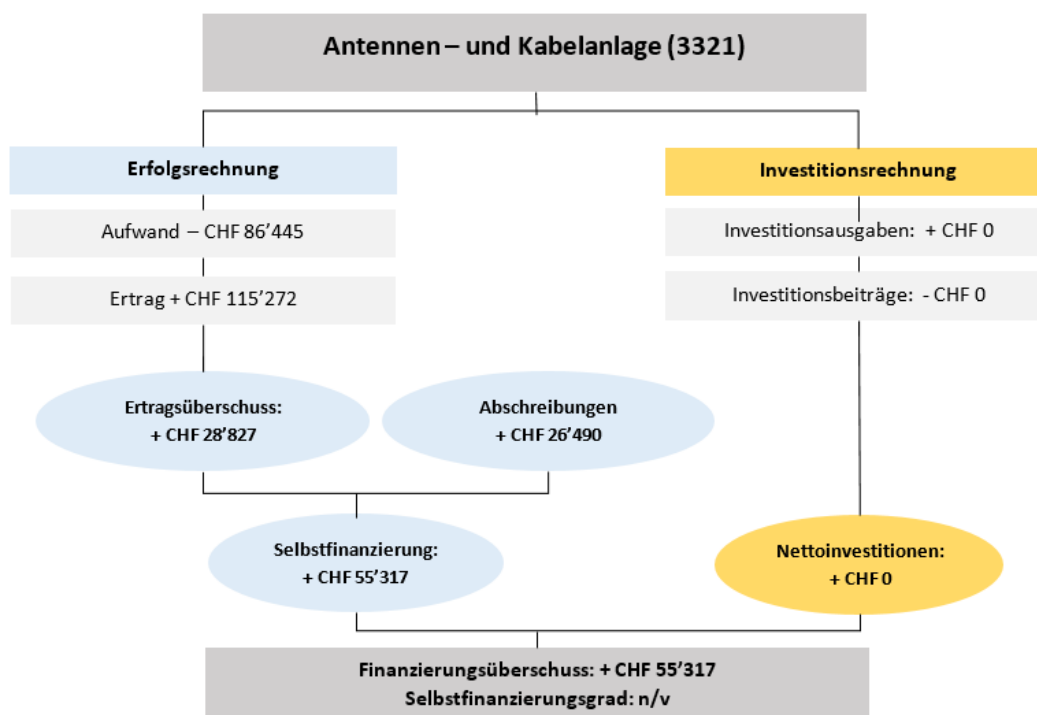 Antennen – und Kabelanlage (3321)
Erfolgsrechnung
Aufwand – CHF 86’445
Ertrag + CHF 115’272
Ertragsüberschuss:
+ CHF 28’827
Abschreibungen
+ CHF 26’490
Selbstfinanzierung:
+ CHF 55’317
Investitionsrechnung
Investitionsausgaben: + CHF 0
Investitionsbeiträge: - CHF 0
Nettoinvestitionen:
+ CHF 0
Finanzierungsüberschuss: + CHF 55’317
Selbstfinanzierungsgrad: n/v